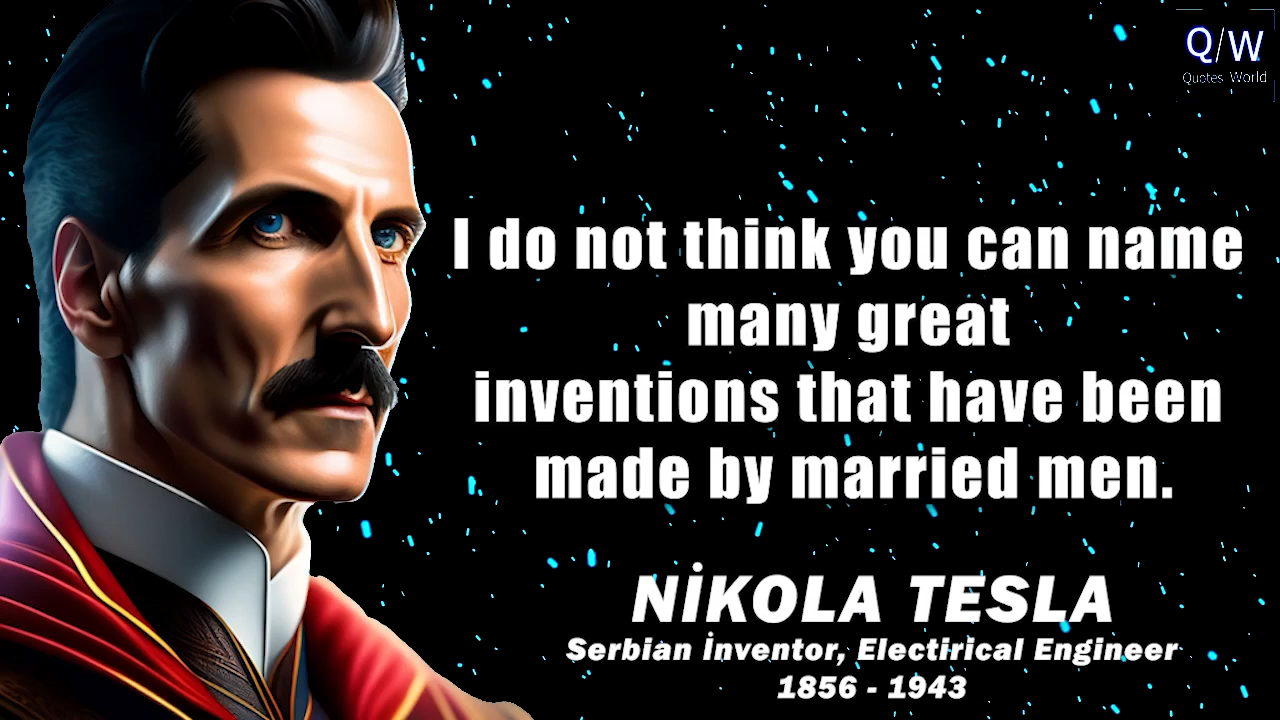 Q/W
Quotes World
I do not think you can name
many great
inventions that have been
made by married men.
NİKOLA TESLA
Serbian İnventor, Electirical Engineer
1856 - 1943